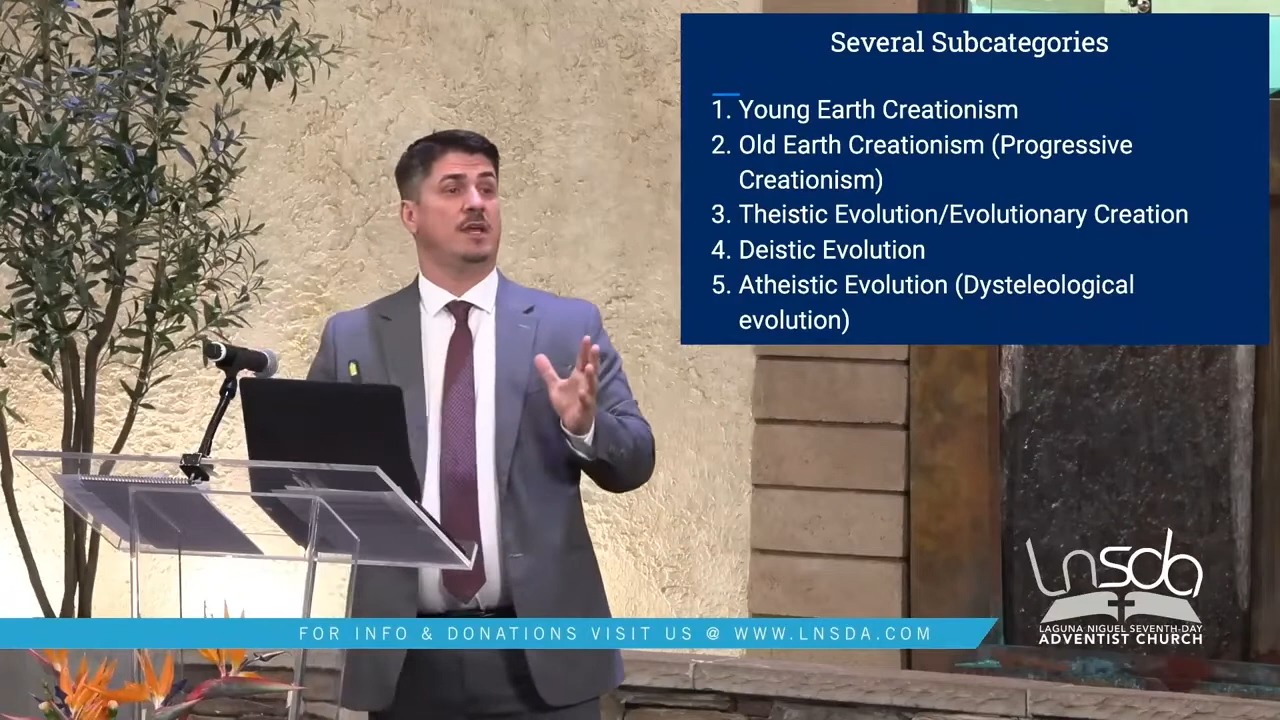 Several Subcategories
1. Young Earth Creationism
2. Old Earth Creationism (Progressive
Creationism)
3. Theistic Evolution/Evolutionary Creation
4. Deistic Evolution
5. Atheistic Evolution (Dysteleological
evolution)
lnsda
LAGUNA NIGUEL SEVENTH-DAY
ADVENTIST CHURCH
FOR INFO & DONATIONS VISIT US @ WWW.LNSDA.COM